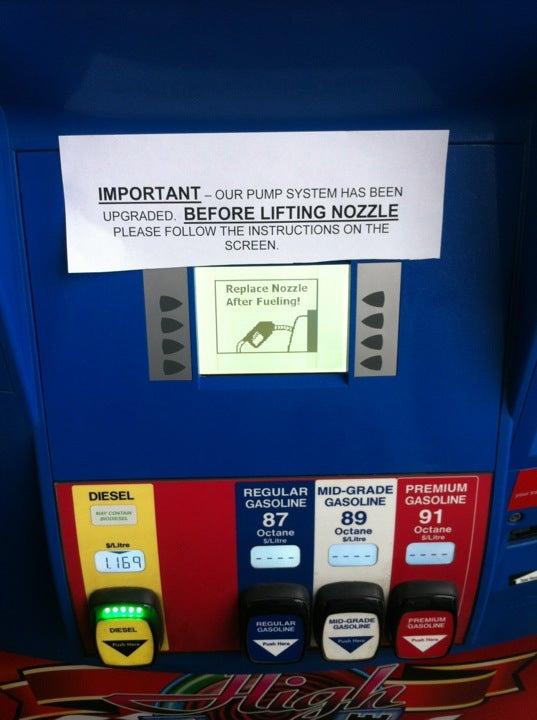 IMPORTANT – OUR PUMP SYSTEM HAS BEEN
UPGRADED. BEFORE LIFTING NOZZLE
PLEASE FOLLOW THE INSTRUCTIONS ON THE
SCREEN.
Replace Nozzle
After Fueling!
DIESEL
MAY CONTAIN
BIODIESEL
$/Litre
1.169
DIESEL
Push Here
REGULAR
GASOLINE
87
Octane
$/Litre
----
REGULAR
GASOLINE
Push Here
MID-GRADE
GASOLINE
89
Octane
$/Litre
----
MID-GRADE
GASOLINE
Push Here
PREMIUM
GASOLINE
91
Octane
$/Litre
----
PREMIUM
GASOLINE
Push Here
High